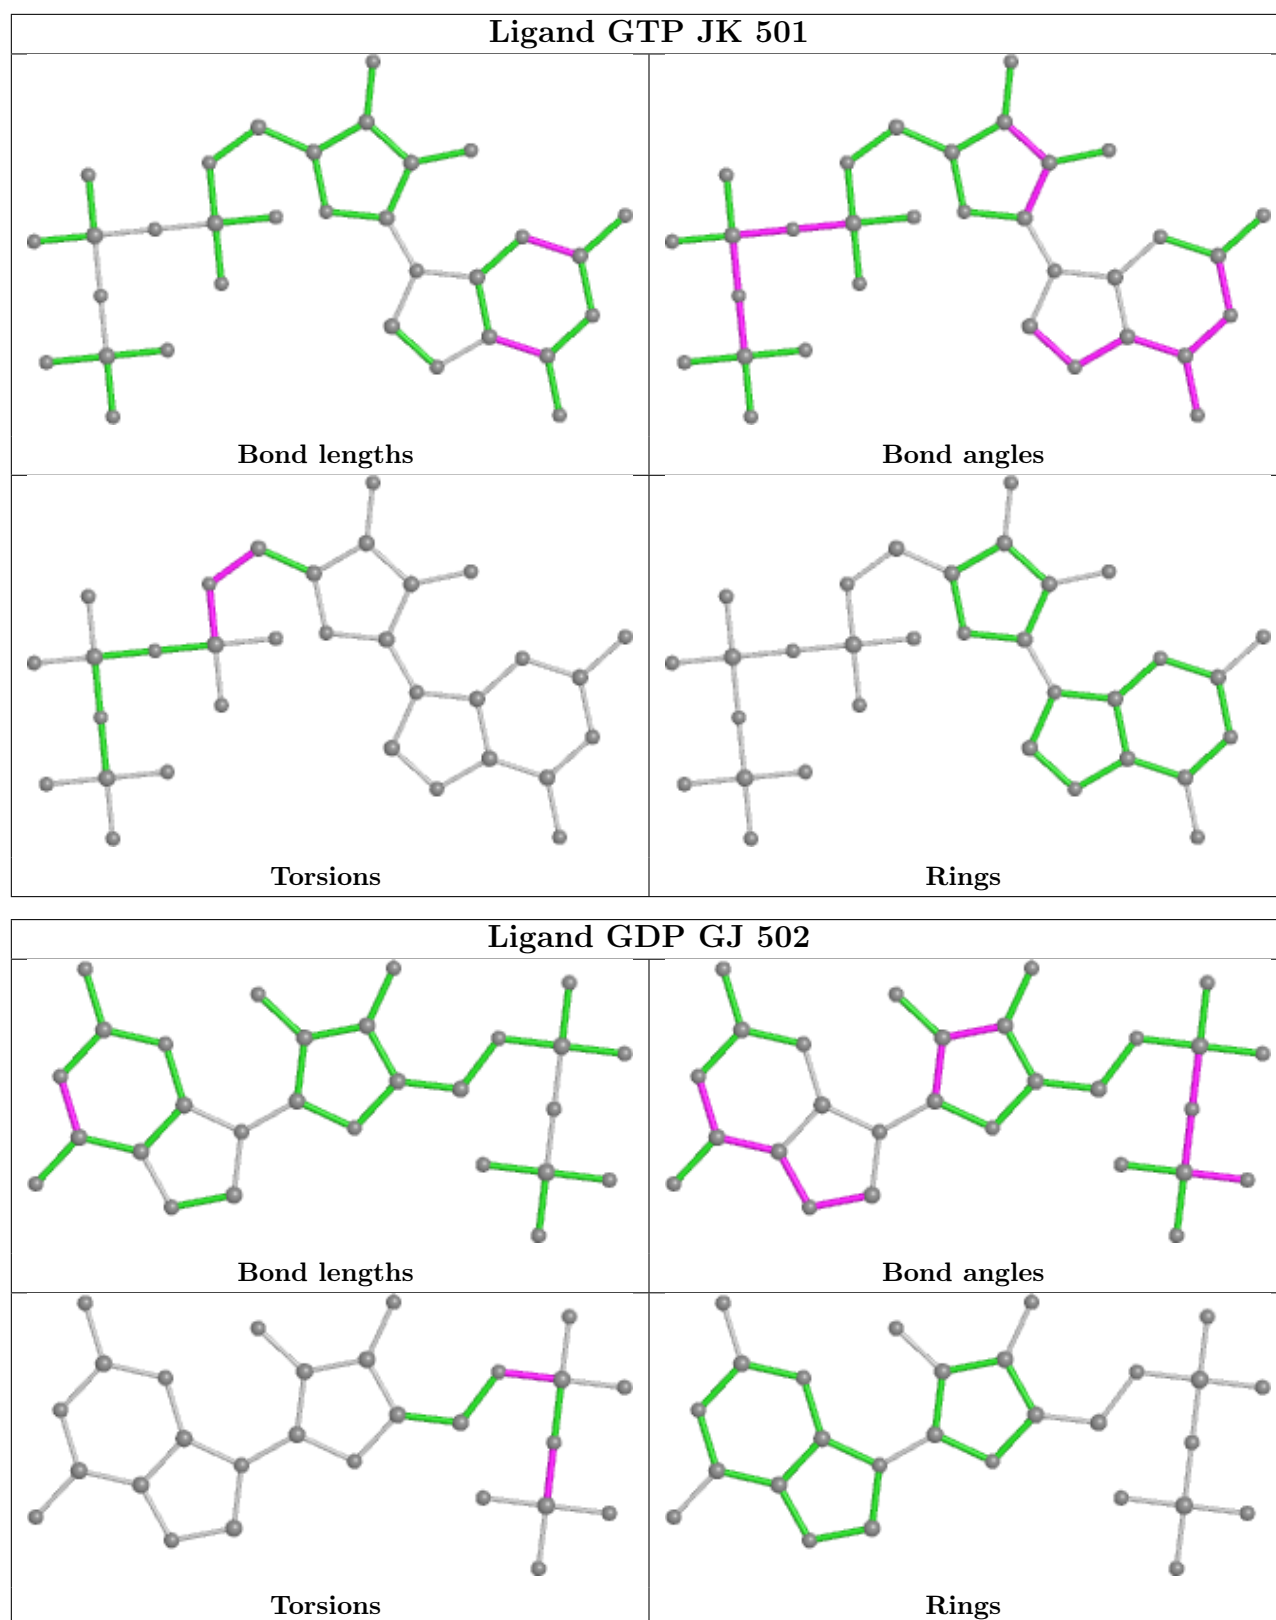 Ligand GTP JK 501
Bond lengths
Bond angles
Torsions
Rings
Ligand GDP GJ 502
Bond lengths
Bond angles
Torsions
Rings